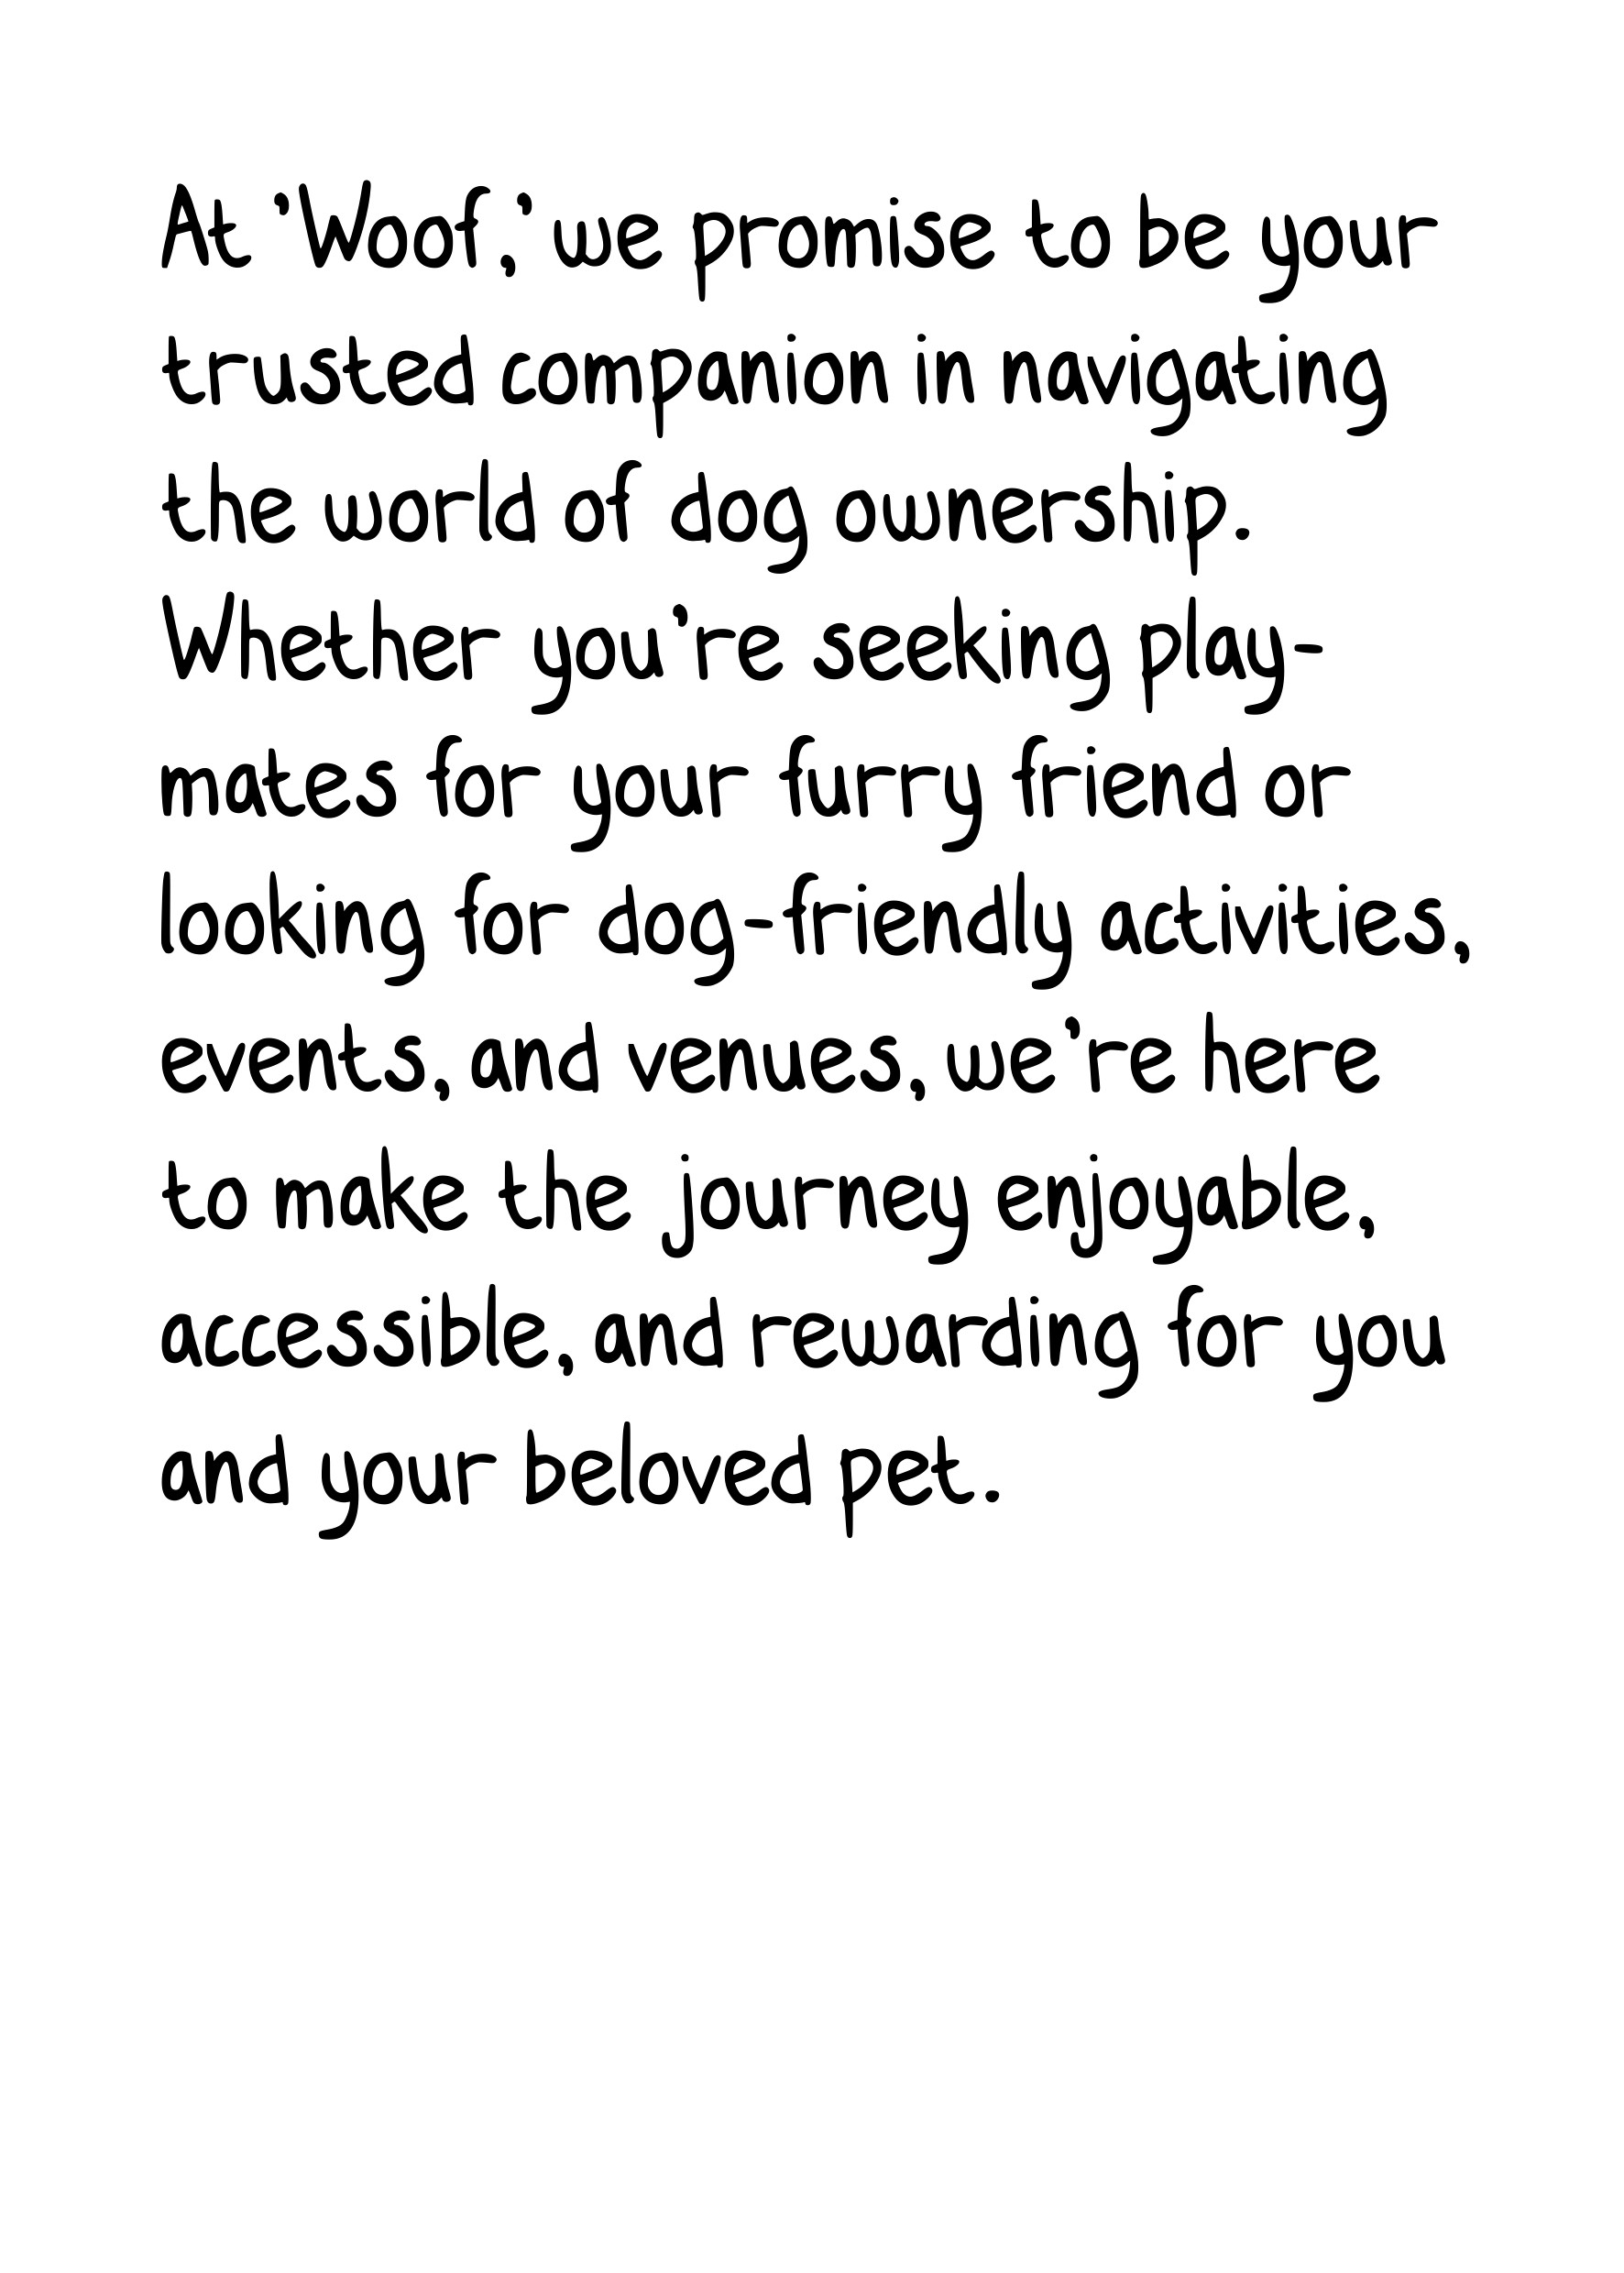 At 'Woof,' we promise to be your
trusted companion in navigating
the world of dog ownership.
Whether you're seeking play-
mates for your furry friend or
looking for dog-friendly activities,
events, and venues, we're here
to make the journey enjoyable,
accessible, and rewarding for you
and your beloved pet.